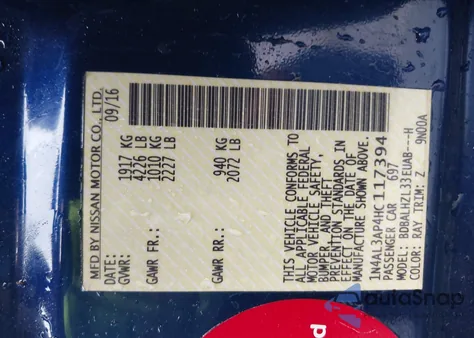 MFD BY NISSAN MOTOR CO., LTD.
DATE: 09/16
GVWR: 1917 KG
4226 LB
GAWR FR.: 1010 KG
2227 LB
GAWR RR.: 940 KG
2072 LB
THIS VEHICLE CONFORMS TO
ALL APPLICABLE FEDERAL
MOTOR VEHICLE SAFETY,
BUMPER, AND THEFT
PREVENTION STANDARDS IN
EFFECT ON THE DATE OF
MANUFACTURE SHOWN ABOVE.
1N4AL3AP4HC117394
PASSENGER CAR 697
MODEL: BDBALHZL33EUAB----H
COLOR: RAY TRIM: Z 9N00A
autoSnap